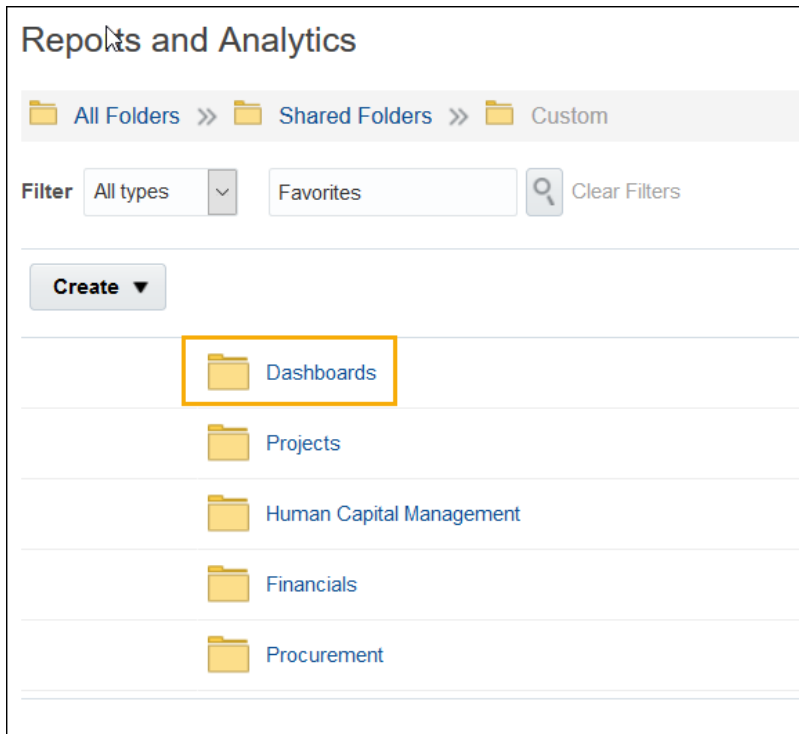 Reports and Analytics
All Folders >> Shared Folders >> Custom
Filter All types Favorites Clear Filters
Create
Dashboards
Projects
Human Capital Management
Financials
Procurement